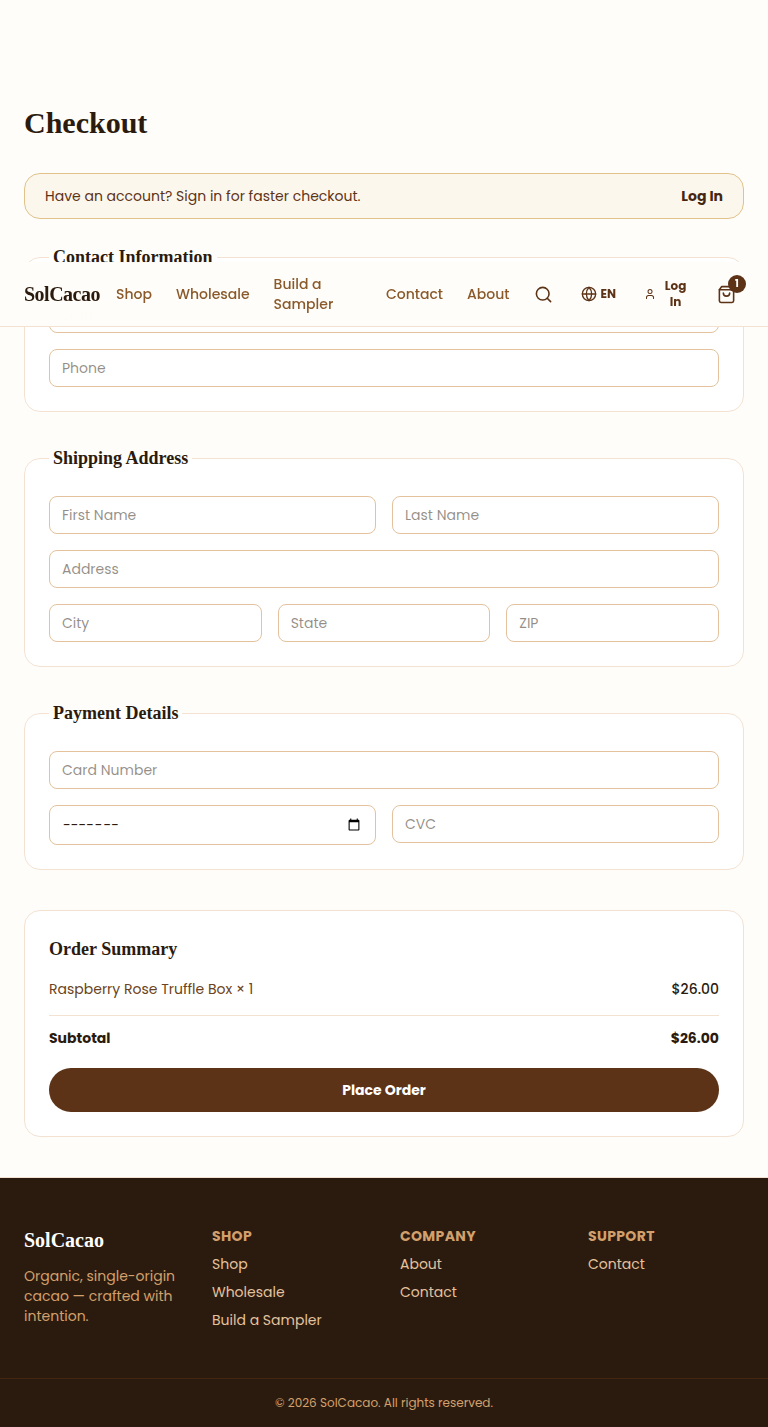 Checkout
Have an account? Sign in for faster checkout.
Log In
Contact Information
SolCacao
Shop
Wholesale
Build a
Sampler
Contact
About
EN
Log
In
1
Phone
Shipping Address
First Name
Last Name
Address
City
State
ZIP
Payment Details
Card Number
-------
CVC
Order Summary
Raspberry Rose Truffle Box × 1
$26.00
Subtotal
$26.00
Place Order
SolCacao
Organic, single-origin
cacao — crafted with
intention.
SHOP
Shop
Wholesale
Build a Sampler
COMPANY
About
Contact
SUPPORT
Contact
© 2026 SolCacao. All rights reserved.